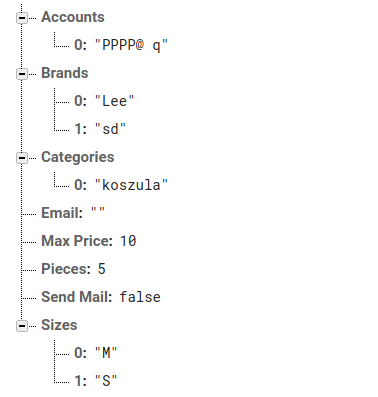 Accounts
0: "PPPP@ q"
Brands
0: "Lee"
1: "sd"
Categories
0: "koszula"
Email: ""
Max Price: 10
Pieces: 5
Send Mail: false
Sizes
0: "M"
1: "S"